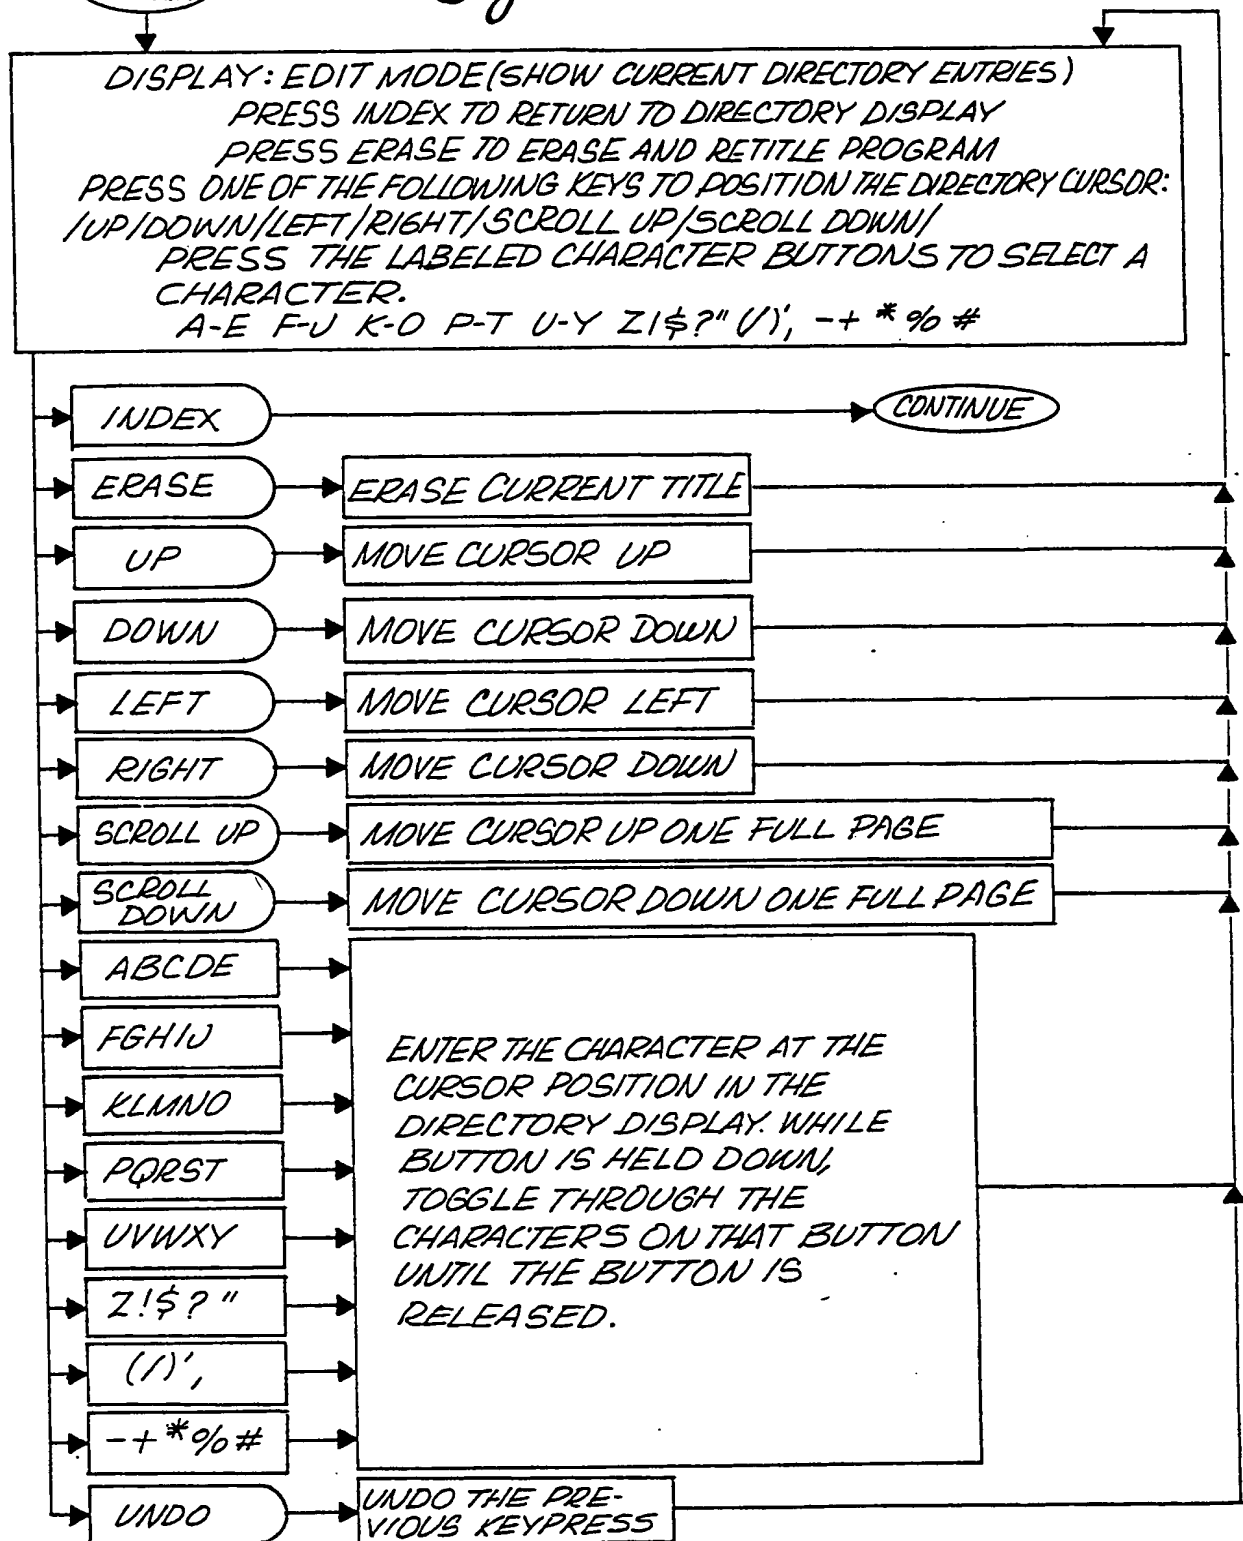 DISPLAY: EDIT MODE (SHOW CURRENT DIRECTORY ENTRIES)
PRESS INDEX TO RETURN TO DIRECTORY DISPLAY
PRESS ERASE TO ERASE AND RETITLE PROGRAM
PRESS ONE OF THE FOLLOWING KEYS TO POSITION THE DIRECTORY CURSOR:
/UP/DOWN/LEFT/RIGHT/SCROLL UP/SCROLL DOWN/
PRESS THE LABELED CHARACTER BUTTONS TO SELECT A
CHARACTER.
A-E F-J K-O P-T U-Y Z!$?" (/)', -+*%#
INDEX
CONTINUE
ERASE
ERASE CURRENT TITLE
UP
MOVE CURSOR UP
DOWN
MOVE CURSOR DOWN
LEFT
MOVE CURSOR LEFT
RIGHT
MOVE CURSOR DOWN
SCROLL UP
MOVE CURSOR UP ONE FULL PAGE
SCROLL
DOWN
MOVE CURSOR DOWN ONE FULL PAGE
ABCDE
FGHIJ
KLMNO
PQRST
UVWXY
Z!$?"
(/)',
-+*%#
ENTER THE CHARACTER AT THE
CURSOR POSITION IN THE
DIRECTORY DISPLAY. WHILE
BUTTON IS HELD DOWN,
TOGGLE THROUGH THE
CHARACTERS ON THAT BUTTON
UNTIL THE BUTTON IS
RELEASED.
UNDO
UNDO THE PRE-
VIOUS KEYPRESS